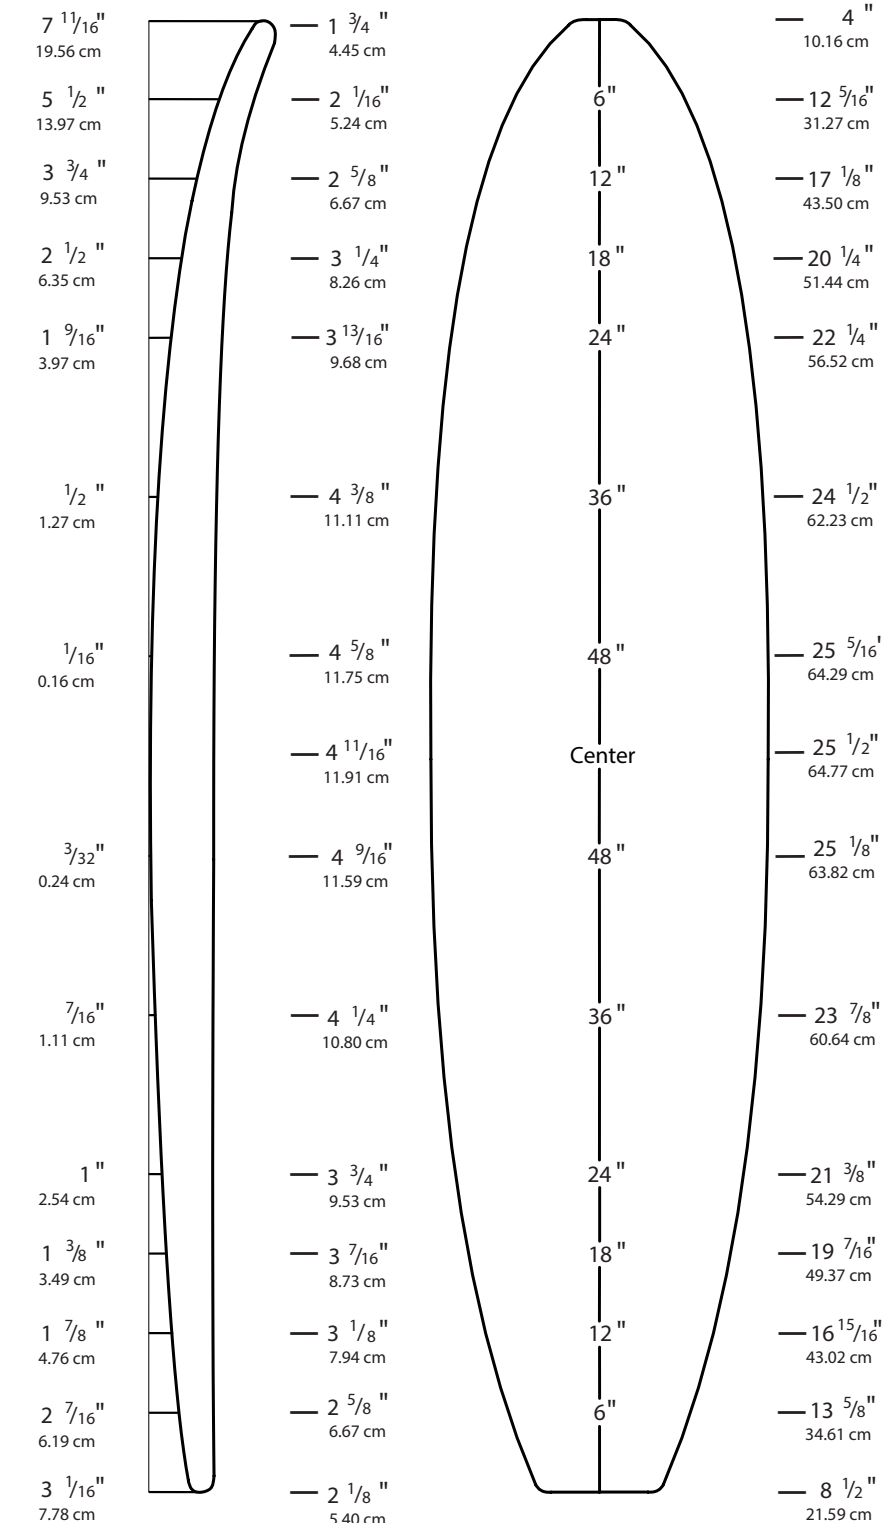 7 11/16" 1 3/4" 4"
19.56 cm 4.45 cm 10.16 cm
5 1/2" 2 1/16" 6" 12 5/16"
13.97 cm 5.24 cm 31.27 cm
3 3/4" 2 5/8" 12" 17 1/8"
9.53 cm 6.67 cm 43.50 cm
2 1/2" 3 1/4" 18" 20 1/4"
6.35 cm 8.26 cm 51.44 cm
1 9/16" 3 13/16" 24" 22 1/4"
3.97 cm 9.68 cm 56.52 cm
1/2" 4 3/8" 36" 24 1/2"
1.27 cm 11.11 cm 62.23 cm
1/16" 4 5/8" 48" 25 5/16"
0.16 cm 11.75 cm 64.29 cm
4 11/16" Center 25 1/2"
11.91 cm 64.77 cm
3/32" 4 9/16" 48" 25 1/8"
0.24 cm 11.59 cm 63.82 cm
7/16" 4 1/4" 36" 23 7/8"
1.11 cm 10.80 cm 60.64 cm
1" 3 3/4" 24" 21 3/8"
2.54 cm 9.53 cm 54.29 cm
1 3/8" 3 7/16" 18" 19 7/16"
3.49 cm 8.73 cm 49.37 cm
1 7/8" 3 1/8" 12" 16 15/16"
4.76 cm 7.94 cm 43.02 cm
2 7/16" 2 5/8" 6" 13 5/8"
6.19 cm 6.67 cm 34.61 cm
3 1/16" 2 1/8" 8 1/2"
7.78 cm 5.40 cm 21.59 cm